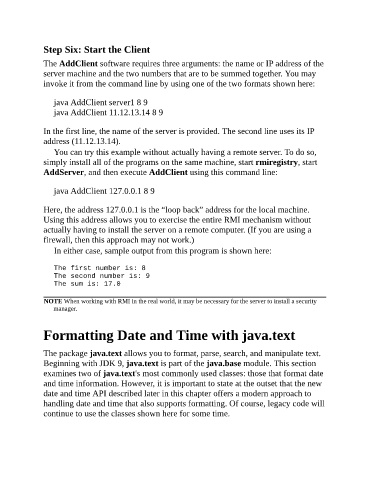 Step Six: Start the Client
The AddClient software requires three arguments: the name or IP address of the
server machine and the two numbers that are to be summed together. You may
invoke it from the command line by using one of the two formats shown here:
java AddClient server1 8 9
java AddClient 11.12.13.14 8 9
In the first line, the name of the server is provided. The second line uses its IP
address (11.12.13.14).
You can try this example without actually having a remote server. To do so,
simply install all of the programs on the same machine, start rmiregistry, start
AddServer, and then execute AddClient using this command line:
java AddClient 127.0.0.1 8 9
Here, the address 127.0.0.1 is the “loop back” address for the local machine.
Using this address allows you to exercise the entire RMI mechanism without
actually having to install the server on a remote computer. (If you are using a
firewall, then this approach may not work.)
In either case, sample output from this program is shown here:
The first number is: 8
The second number is: 9
The sum is: 17.0
NOTE When working with RMI in the real world, it may be necessary for the server to install a security
manager.
Formatting Date and Time with java.text
The package java.text allows you to format, parse, search, and manipulate text.
Beginning with JDK 9, java.text is part of the java.base module. This section
examines two of java.text's most commonly used classes: those that format date
and time information. However, it is important to state at the outset that the new
date and time API described later in this chapter offers a modern approach to
handling date and time that also supports formatting. Of course, legacy code will
continue to use the classes shown here for some time.